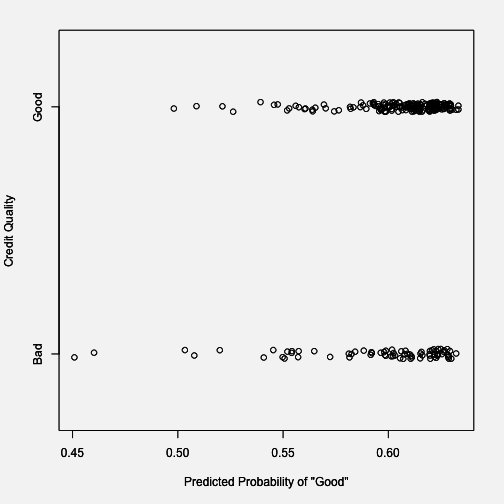 Good
Credit Quality
Bad
0.45 0.50 0.55 0.60
Predicted Probability of "Good"